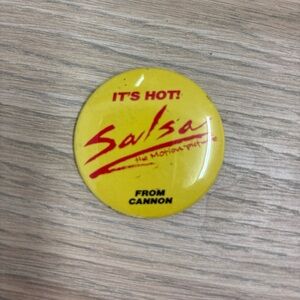 IT'S HOT!
Salsa
the Motion picture
FROM
CANNON